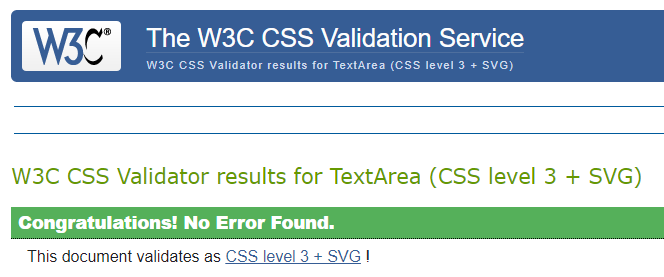 W3C® The W3C CSS Validation Service
W3C CSS Validator results for TextArea (CSS level 3 + SVG)
W3C CSS Validator results for TextArea (CSS level 3 + SVG)
Congratulations! No Error Found.
This document validates as CSS level 3 + SVG !